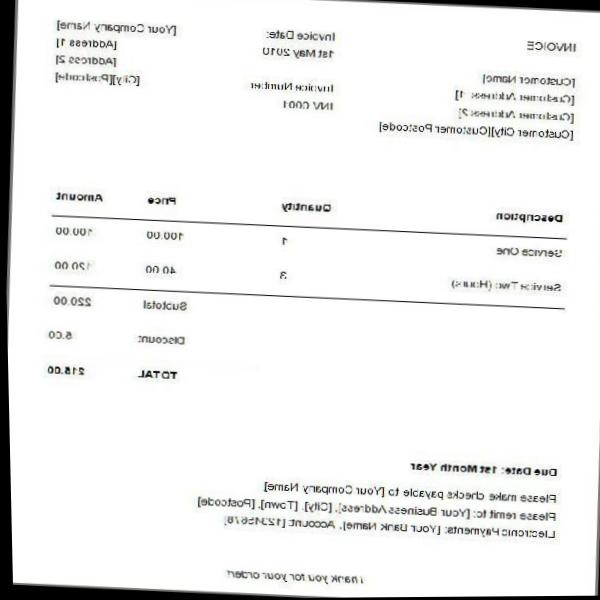 INVOICE
Invoice Date:
1st May 2010
Invoice Number
INV 0001
[Your Company Name]
[Address 1]
[Address 2]
[City][Postcode]
[Customer Name]
[Customer Address 1]
[Customer Address 2]
[Customer City][Customer Postcode]
Description Quantity Price Amount
Service One 1 100.00 100.00
Service Two (Hours) 3 40.00 120.00
Subtotal 220.00
Discount 5.00
TOTAL 215.00
Due Date: 1st Month Year
Please make checks payable to [Your Company Name]
Please remit to: [Your Business Address], [City], [Town], [Postcode]
Electronic Payments: [Your Bank Name], Account: [12345678]
Thank you for your order!